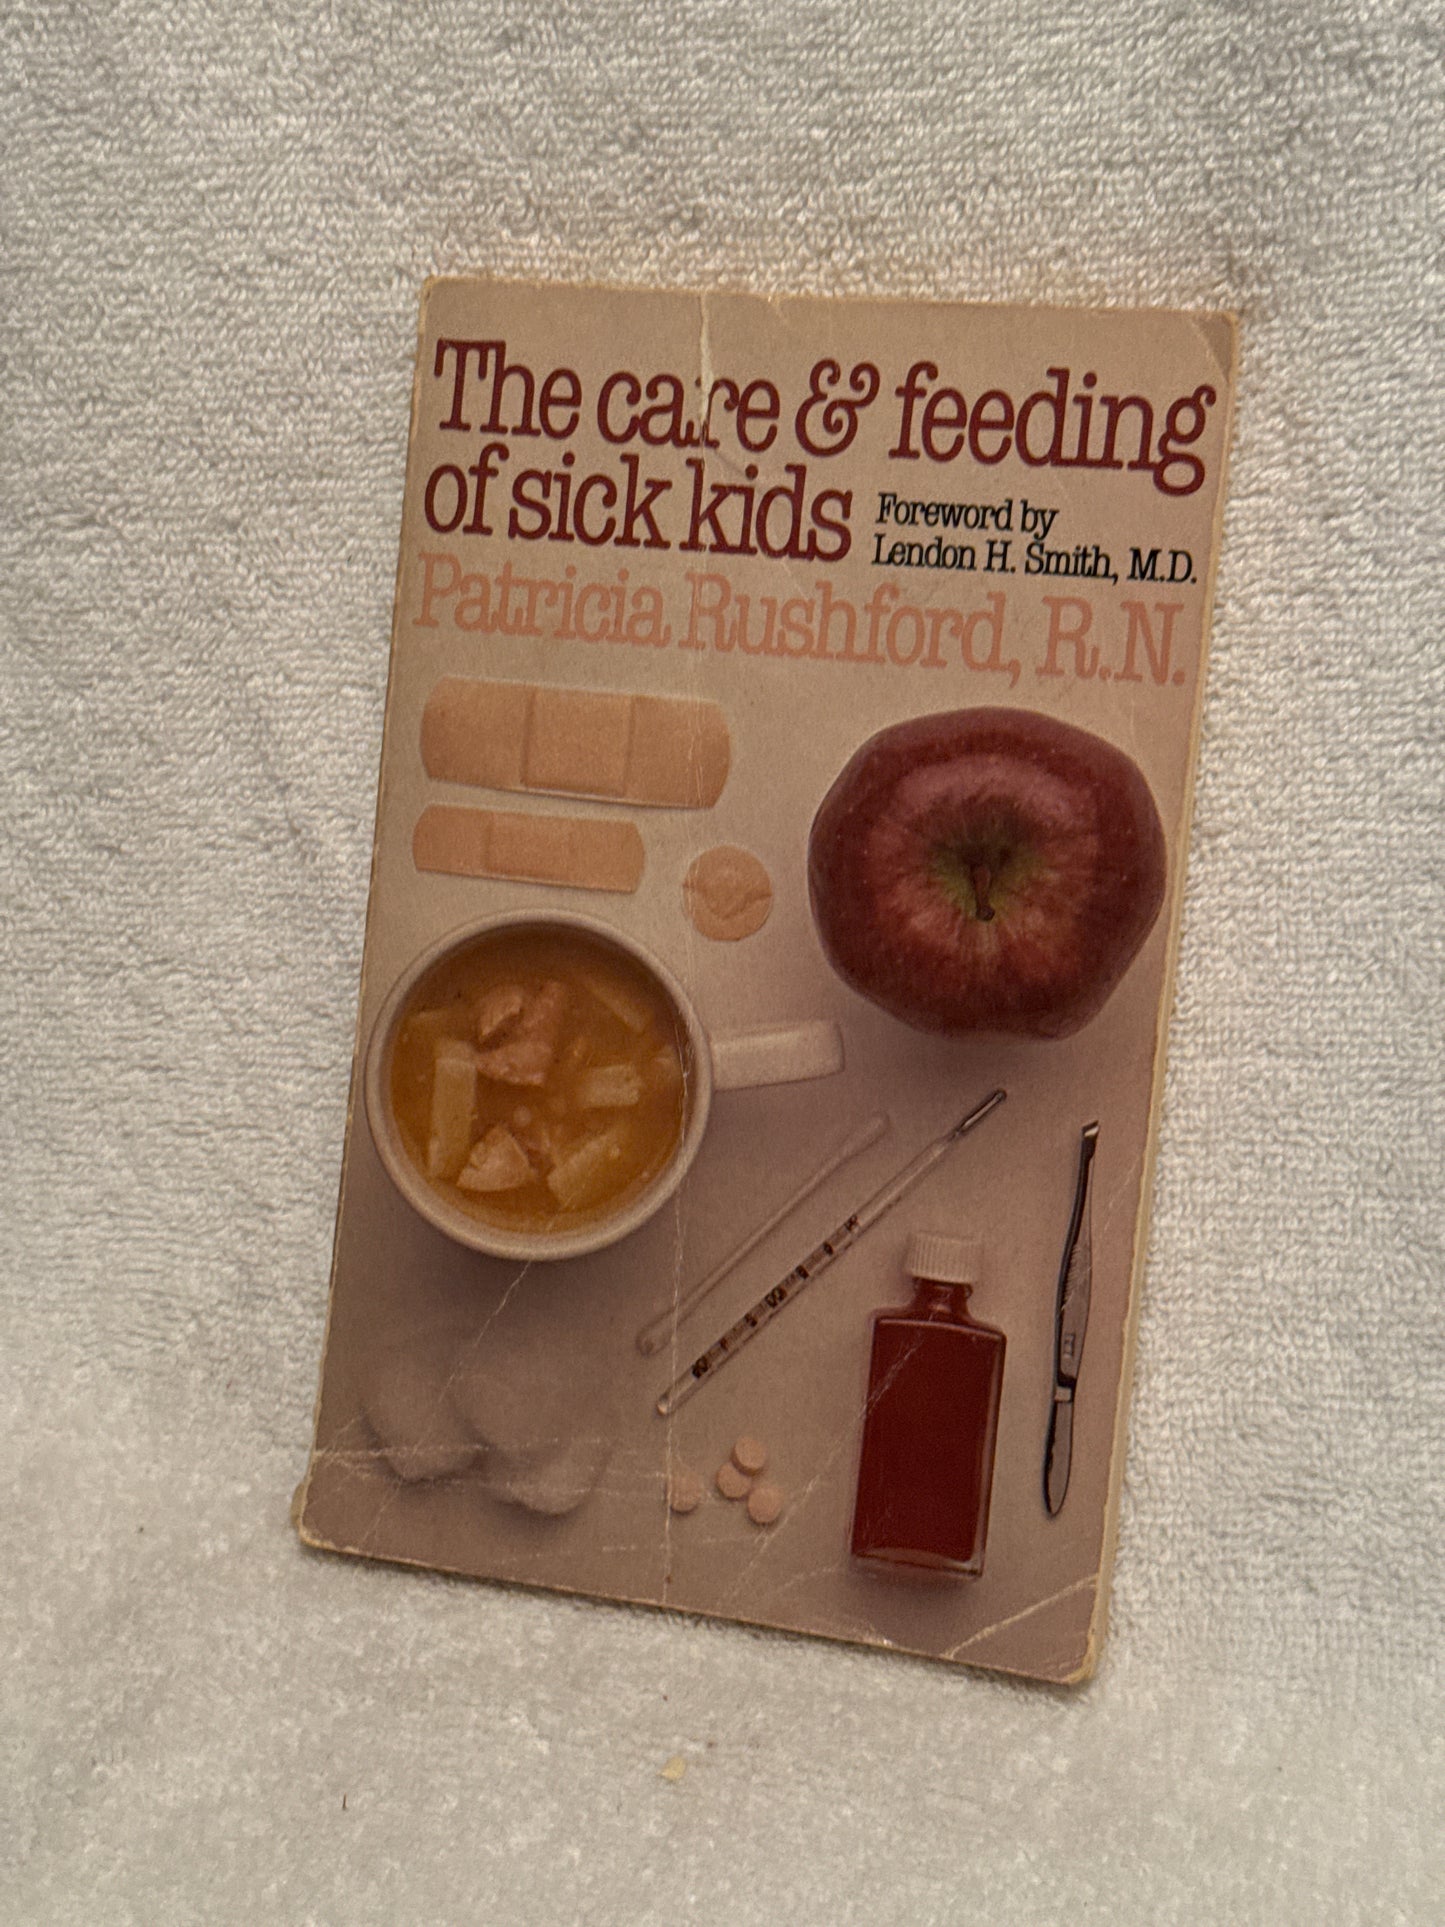 The care & feeding
of sick kids
Foreword by
Lendon H. Smith, M.D.
Patricia Rushford, R.N.